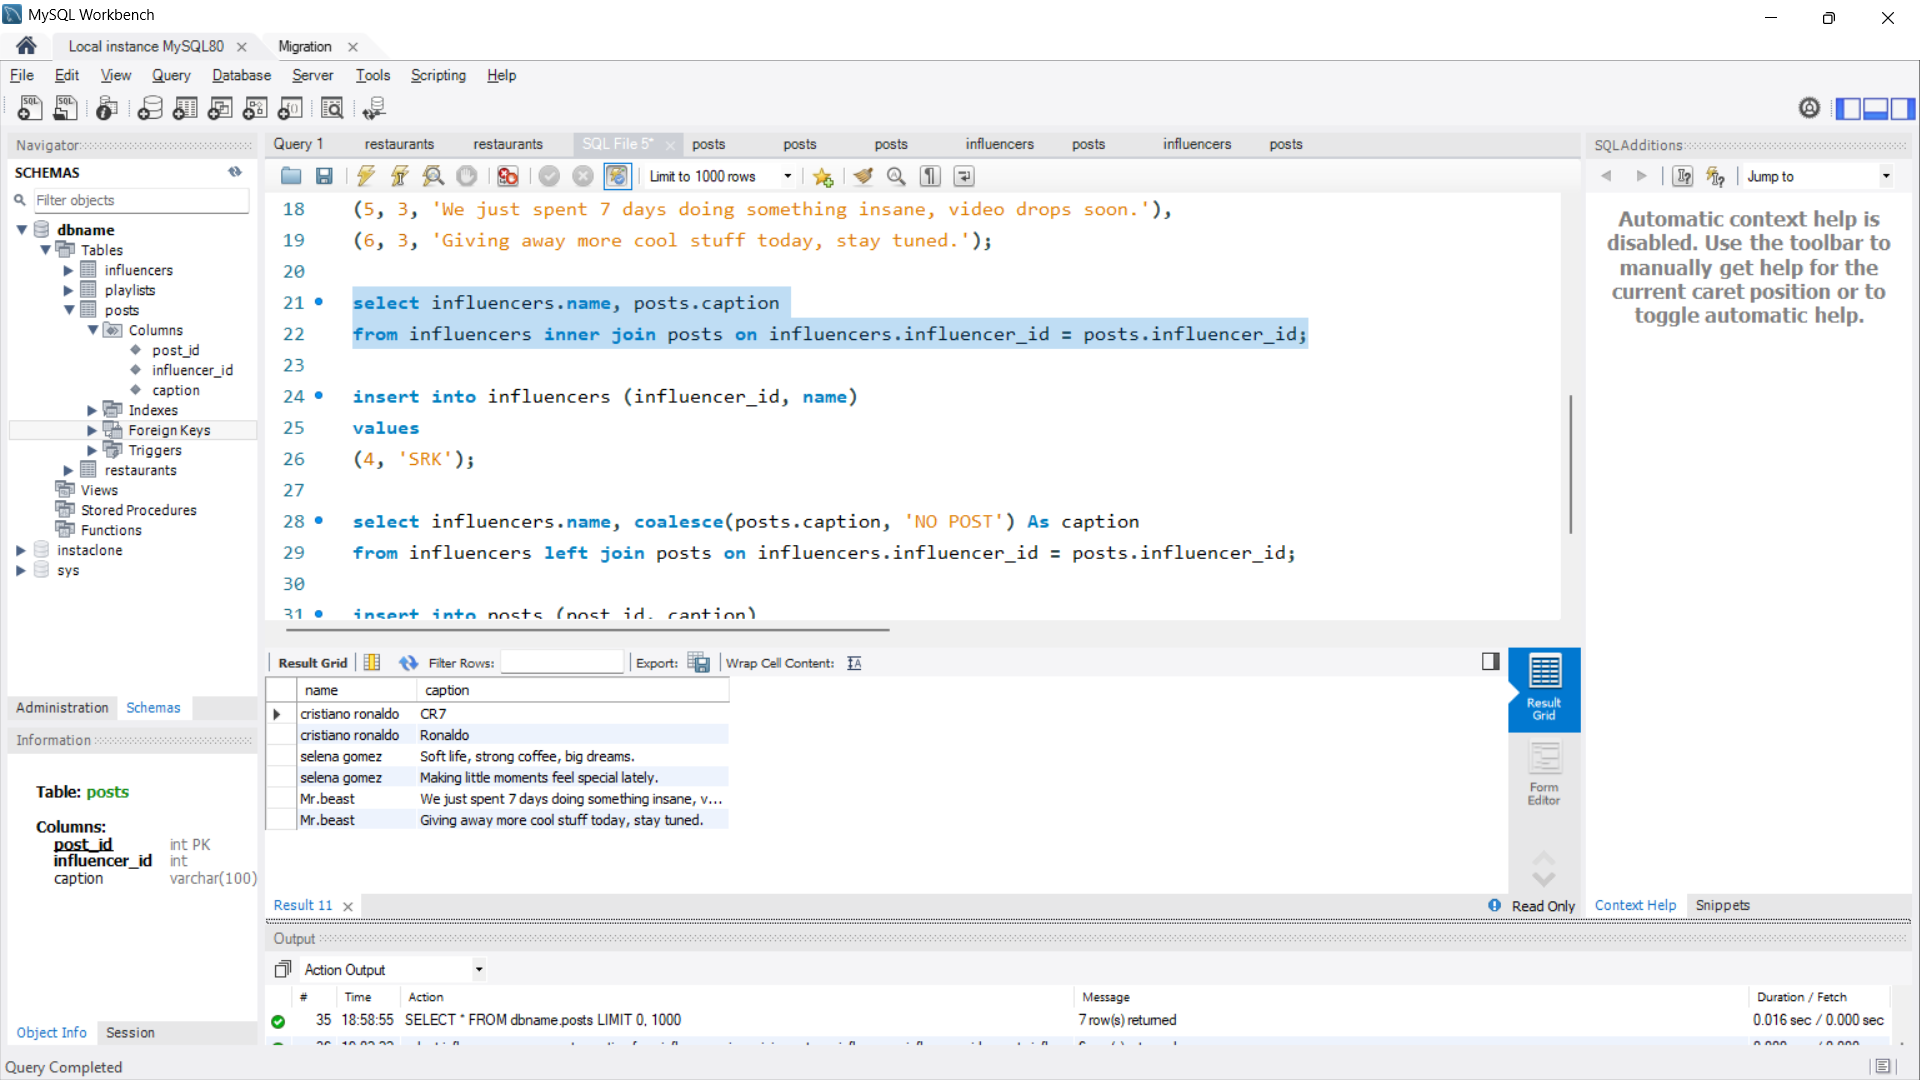 MySQL Workbench
Local instance MySQL80
Migration
File Edit View Query Database Server Tools Scripting Help
Navigator
SCHEMAS
Filter objects
dbname
Tables
influencers
playlists
posts
Columns
post_id
influencer_id
caption
Indexes
Foreign Keys
Triggers
restaurants
Views
Stored Procedures
Functions
instaclone
sys
Administration Schemas
Information
Table: posts
Columns:
post_id int PK
influencer_id int
caption varchar(100)
Object Info Session
Query 1 restaurants restaurants SQL File 5* posts posts posts influencers posts influencers posts
Limit to 1000 rows
18 (5, 3, 'We just spent 7 days doing something insane, video drops soon.'),
19 (6, 3, 'Giving away more cool stuff today, stay tuned.');
20
21 select influencers.name, posts.caption
22 from influencers inner join posts on influencers.influencer_id = posts.influencer_id;
23
24 insert into influencers (influencer_id, name)
25 values
26 (4, 'SRK');
27
28 select influencers.name, coalesce(posts.caption, 'NO POST') As caption
29 from influencers left join posts on influencers.influencer_id = posts.influencer_id;
30
31 insert into posts (post_id, caption)
Result Grid Filter Rows: Export: Wrap Cell Content:
name caption
cristiano ronaldo CR7
cristiano ronaldo Ronaldo
selena gomez Soft life, strong coffee, big dreams.
selena gomez Making little moments feel special lately.
Mr.beast We just spent 7 days doing something insane, v...
Mr.beast Giving away more cool stuff today, stay tuned.
Result Grid
Form Editor
Result 11
Read Only
SQLAdditions
Jump to
Automatic context help is
disabled. Use the toolbar to
manually get help for the
current caret position or to
toggle automatic help.
Context Help Snippets
Output
Action Output
# Time Action Message Duration / Fetch
35 18:58:55 SELECT * FROM dbname.posts LIMIT 0, 1000 7 row(s) returned 0.016 sec / 0.000 sec
Query Completed